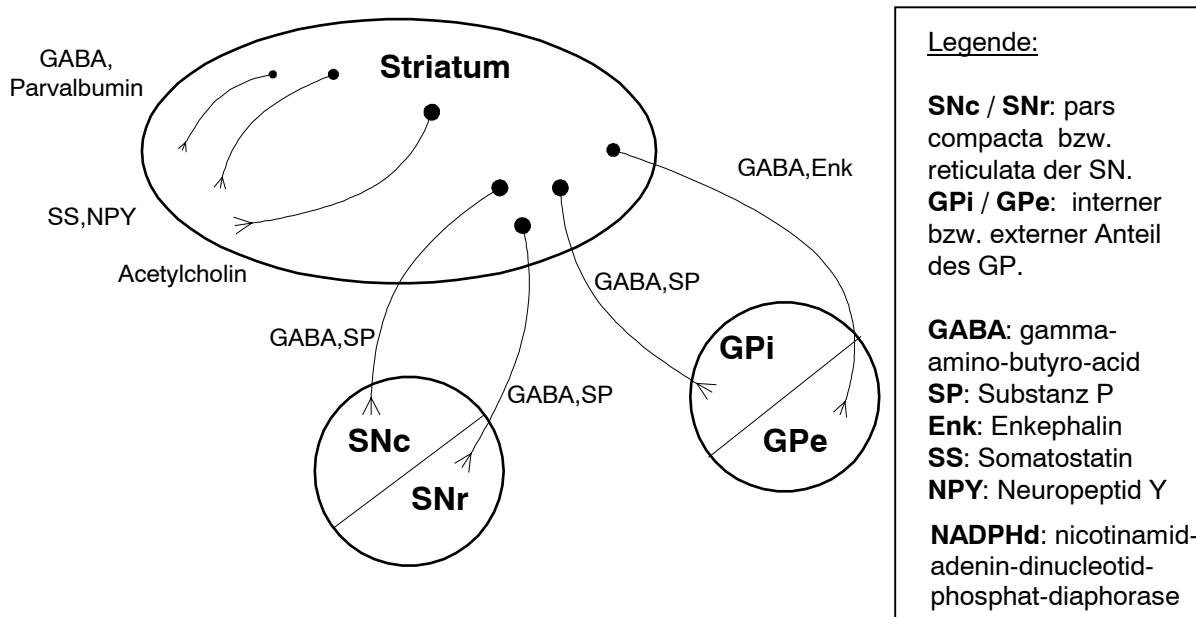 GABA,
Parvalbumin
Striatum
GABA,Enk
SS,NPY
Acetylcholin
GABA,SP
GABA,SP
GABA,SP
GPi
GPe
SNc
SNr
Legende:
SNc / SNr: pars
compacta bzw.
reticulata der SN.
GPi / GPe: interner
bzw. externer Anteil
des GP.
GABA: gamma-
amino-butyro-acid
SP: Substanz P
Enk: Enkephalin
SS: Somatostatin
NPY: Neuropeptid Y
NADPHd: nicotinamid-
adenin-dinucleotid-
phosphat-diaphorase